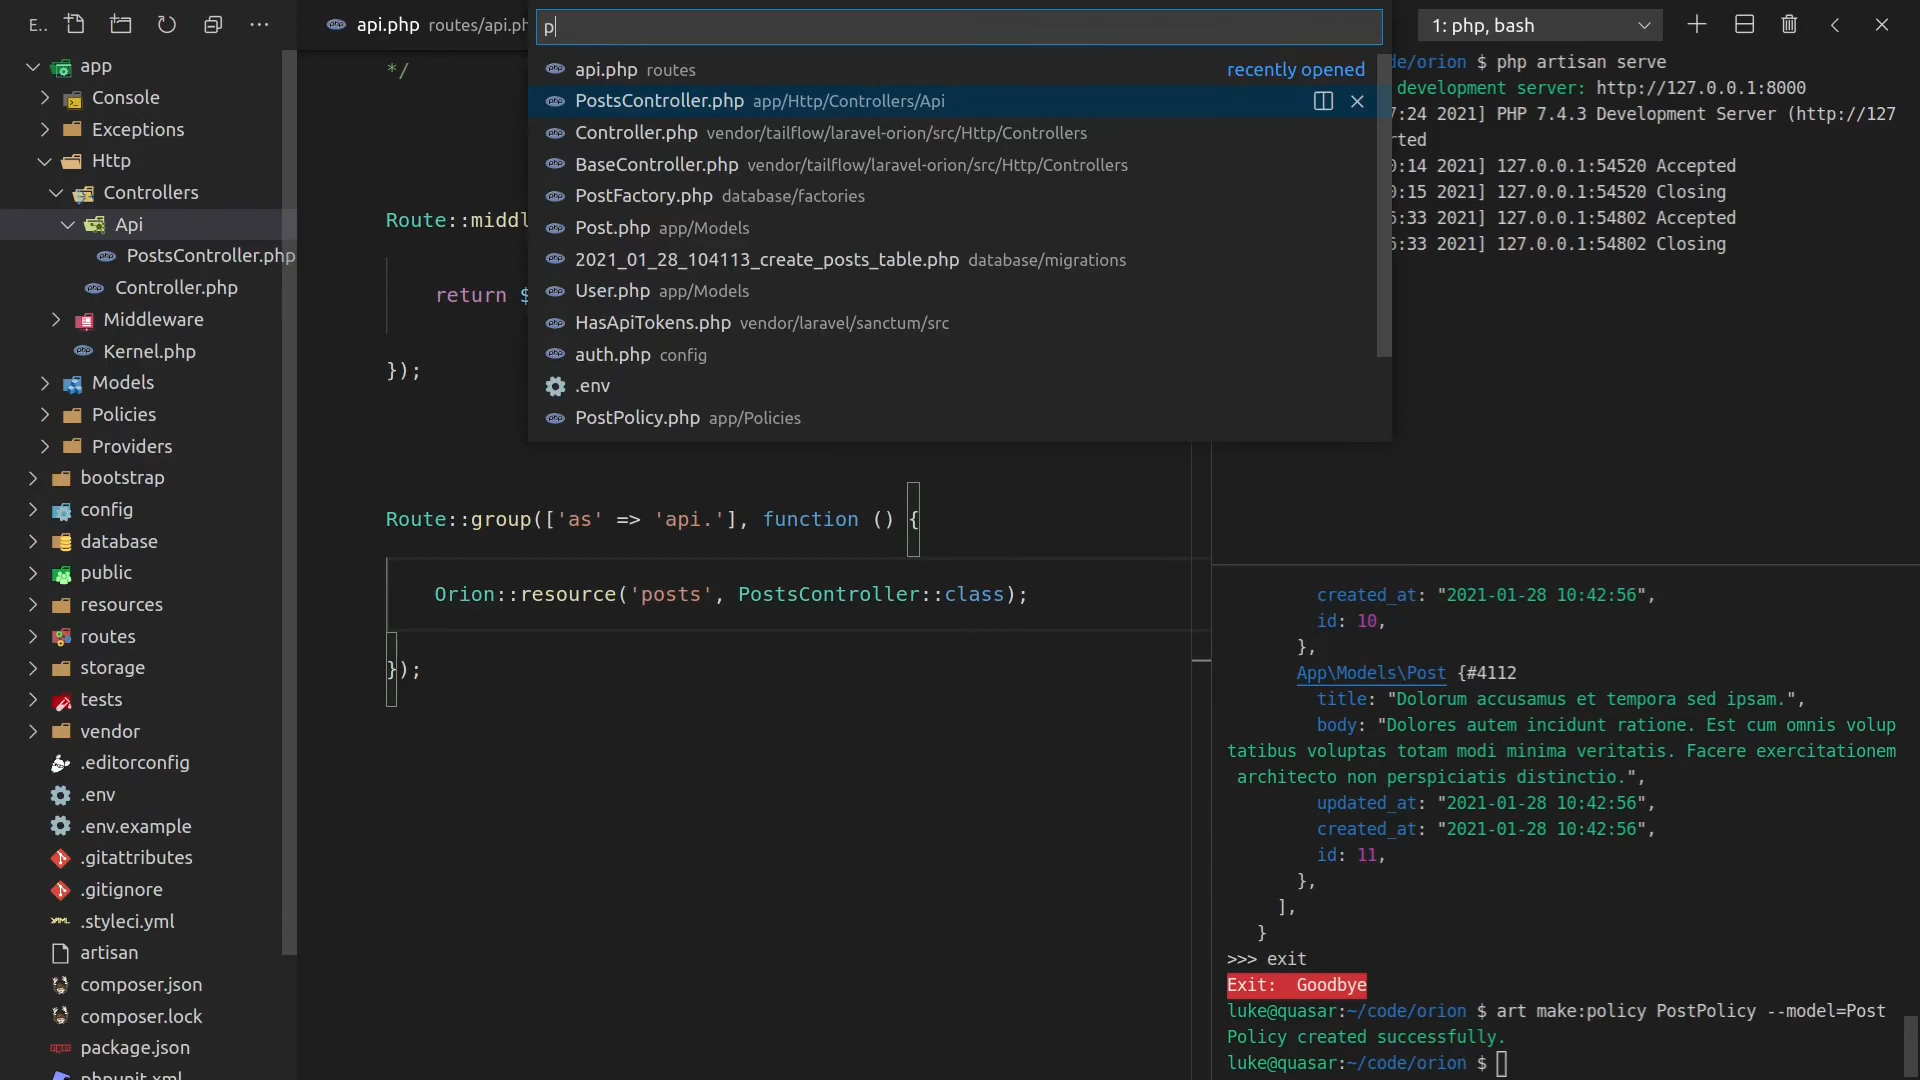 E..
app
Console
Exceptions
Http
Controllers
Api
PostsController.php
Controller.php
Middleware
Kernel.php
Models
Policies
Providers
bootstrap
config
database
public
resources
routes
storage
tests
vendor
.editorconfig
.env
.env.example
.gitattributes
.gitignore
.styleci.yml
artisan
composer.json
composer.lock
package.json
phpunit.xml
api.php routes/api.ph
*/
Route::middl
return $
});
Route::group(['as' => 'api.'], function () {
Orion::resource('posts', PostsController::class);
});
p
api.php routes recently opened
PostsController.php app/Http/Controllers/Api
Controller.php vendor/tailflow/laravel-orion/src/Http/Controllers
BaseController.php vendor/tailflow/laravel-orion/src/Http/Controllers
PostFactory.php database/factories
Post.php app/Models
2021_01_28_104113_create_posts_table.php database/migrations
User.php app/Models
HasApiTokens.php vendor/laravel/sanctum/src
auth.php config
.env
PostPolicy.php app/Policies
1: php, bash
de/orion $ php artisan serve
development server: http://127.0.0.1:8000
7:24 2021] PHP 7.4.3 Development Server (http://127
rted
0:14 2021] 127.0.0.1:54520 Accepted
0:15 2021] 127.0.0.1:54520 Closing
6:33 2021] 127.0.0.1:54802 Accepted
6:33 2021] 127.0.0.1:54802 Closing
created_at: "2021-01-28 10:42:56",
id: 10,
},
App\Models\Post {#4112
title: "Dolorum accusamus et tempora sed ipsam.",
body: "Dolores autem incidunt ratione. Est cum omnis volup
tatibus voluptas totam modi minima veritatis. Facere exercitationem
architecto non perspiciatis distinctio.",
updated_at: "2021-01-28 10:42:56",
created_at: "2021-01-28 10:42:56",
id: 11,
},
],
}
>>> exit
Exit:  Goodbye
luke@quasar:~/code/orion $ art make:policy PostPolicy --model=Post
Policy created successfully.
luke@quasar:~/code/orion $